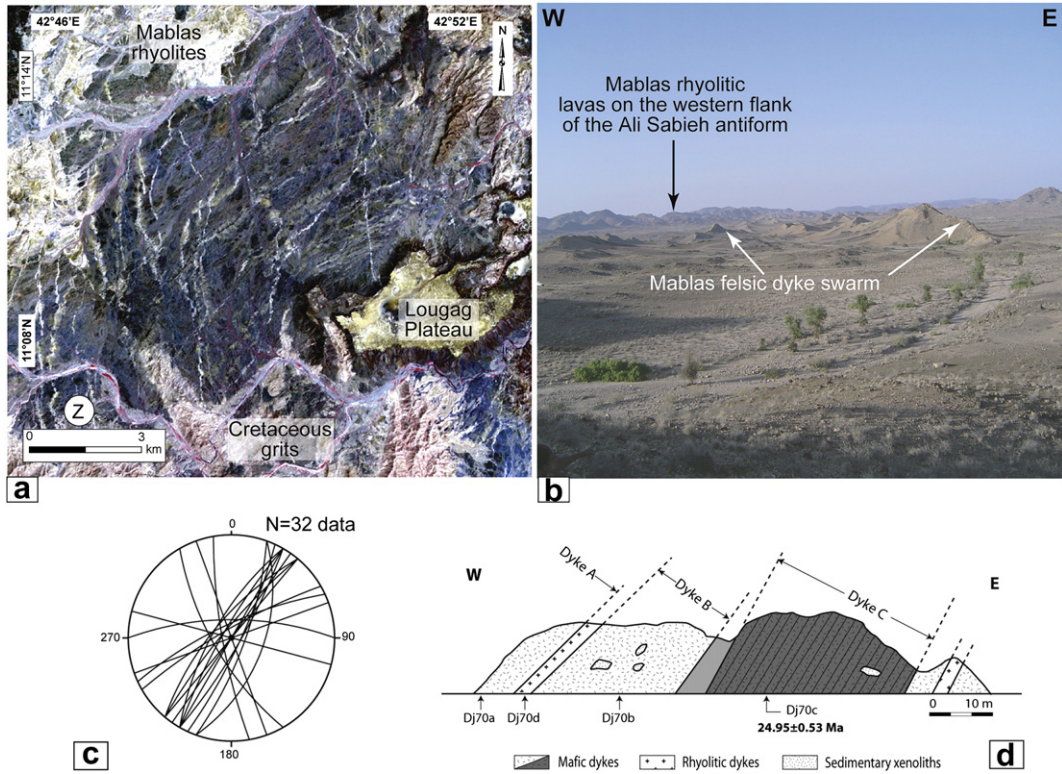 42°46'E
42°52'E
Mablas
rhyolites
N
11°14'N
11°08'N
Lougag
Plateau
Z
0 3
km
Cretaceous
grits
a
W E
Mablas rhyolitic
lavas on the western flank
of the Ali Sabieh antiform
Mablas felsic dyke swarm
b
0
N=32 data
270
90
180
c
W
E
Dyke A
Dyke B
Dyke C
Dj70a
Dj70d
Dj70b
Dj70c
24.95±0.53 Ma
0 10 m
Mafic dykes
Rhyolitic dykes
Sedimentary xenoliths
d